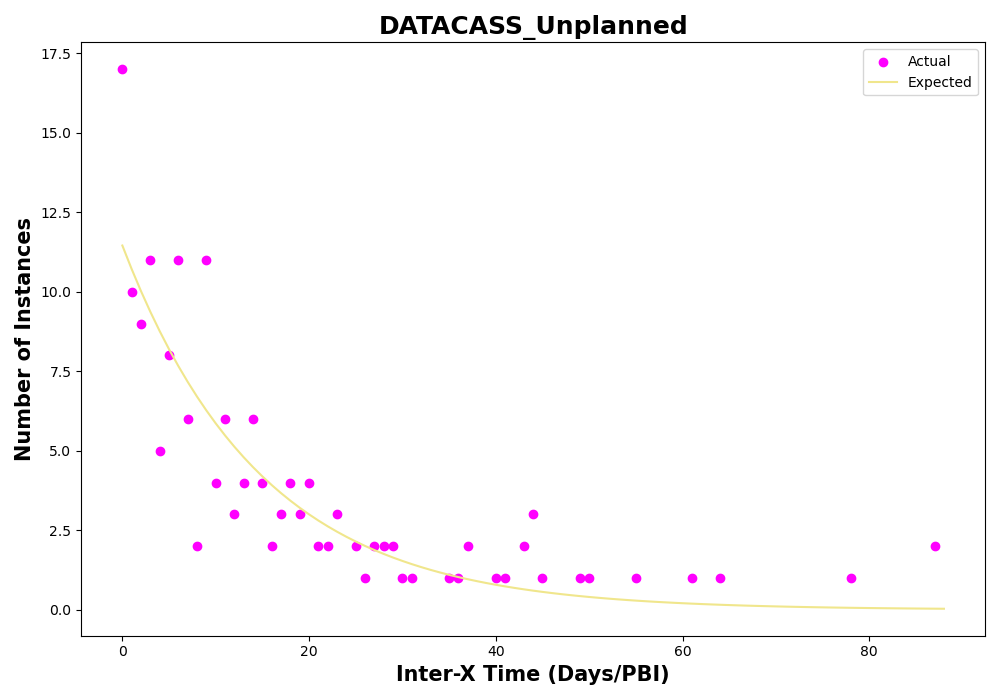 DATACASS_Unplanned
Actual
Expected
17.5
15.0
12.5
10.0
7.5
5.0
2.5
0.0
Number of Instances
0
20
40
60
80
Inter-X Time (Days/PBI)